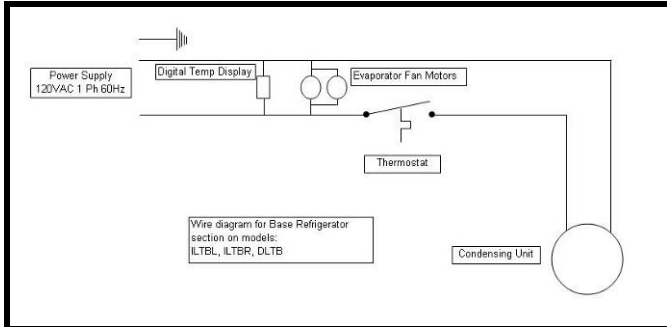 Power Supply
120VAC 1 Ph 60Hz
Digital Temp Display
Evaporator Fan Motors
Thermostat
Wire diagram for Base Refrigerator
section on models:
ILTBL, ILTBR, DLTB
Condensing Unit